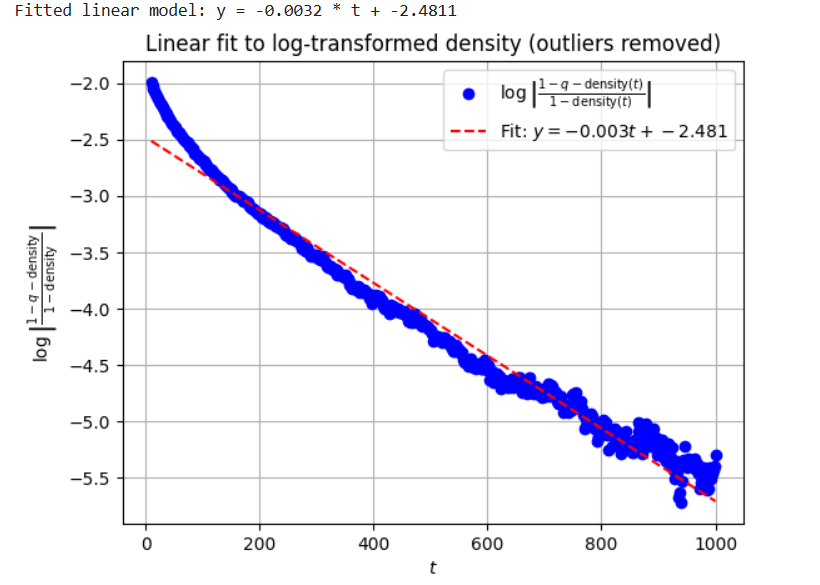 Fitted linear model: y = -0.0032 * t + -2.4811
Linear fit to log-transformed density (outliers removed)
log |(1 − q − density(t))/(1 − density(t))|
Fit: y = −0.003t + −2.481
log |(1 − q − density)/(1 − density)|
−2.0
−2.5
−3.0
−3.5
−4.0
−4.5
−5.0
−5.5
0 200 400 600 800 1000
t